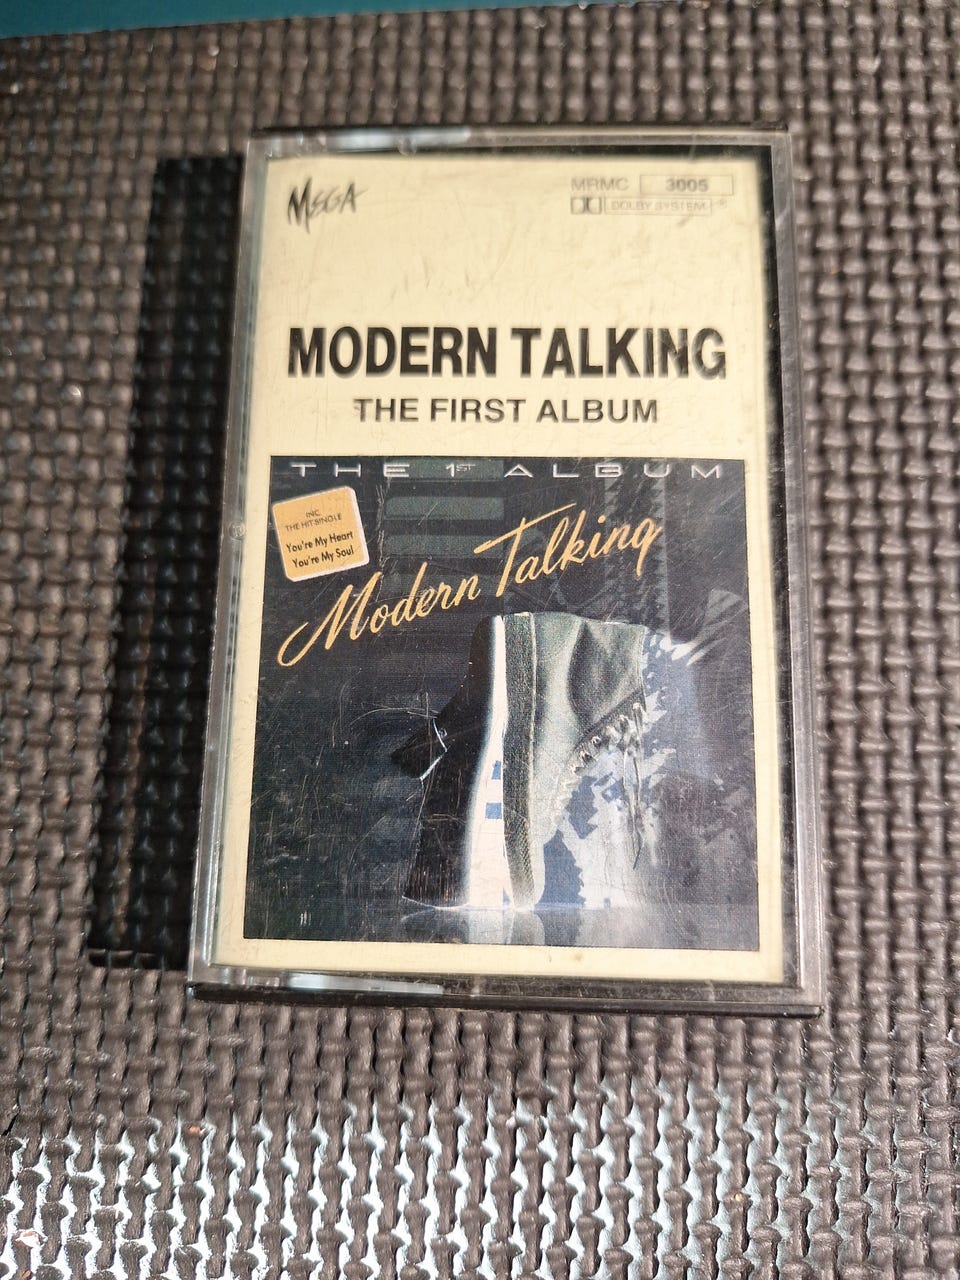 MEGA
MRMC 3005
DOLBY SYSTEM ®
MODERN TALKING
THE FIRST ALBUM
THE 1ST ALBUM
INC.
THE HIT SINGLE
You're My Heart
You're My Soul
Modern Talking